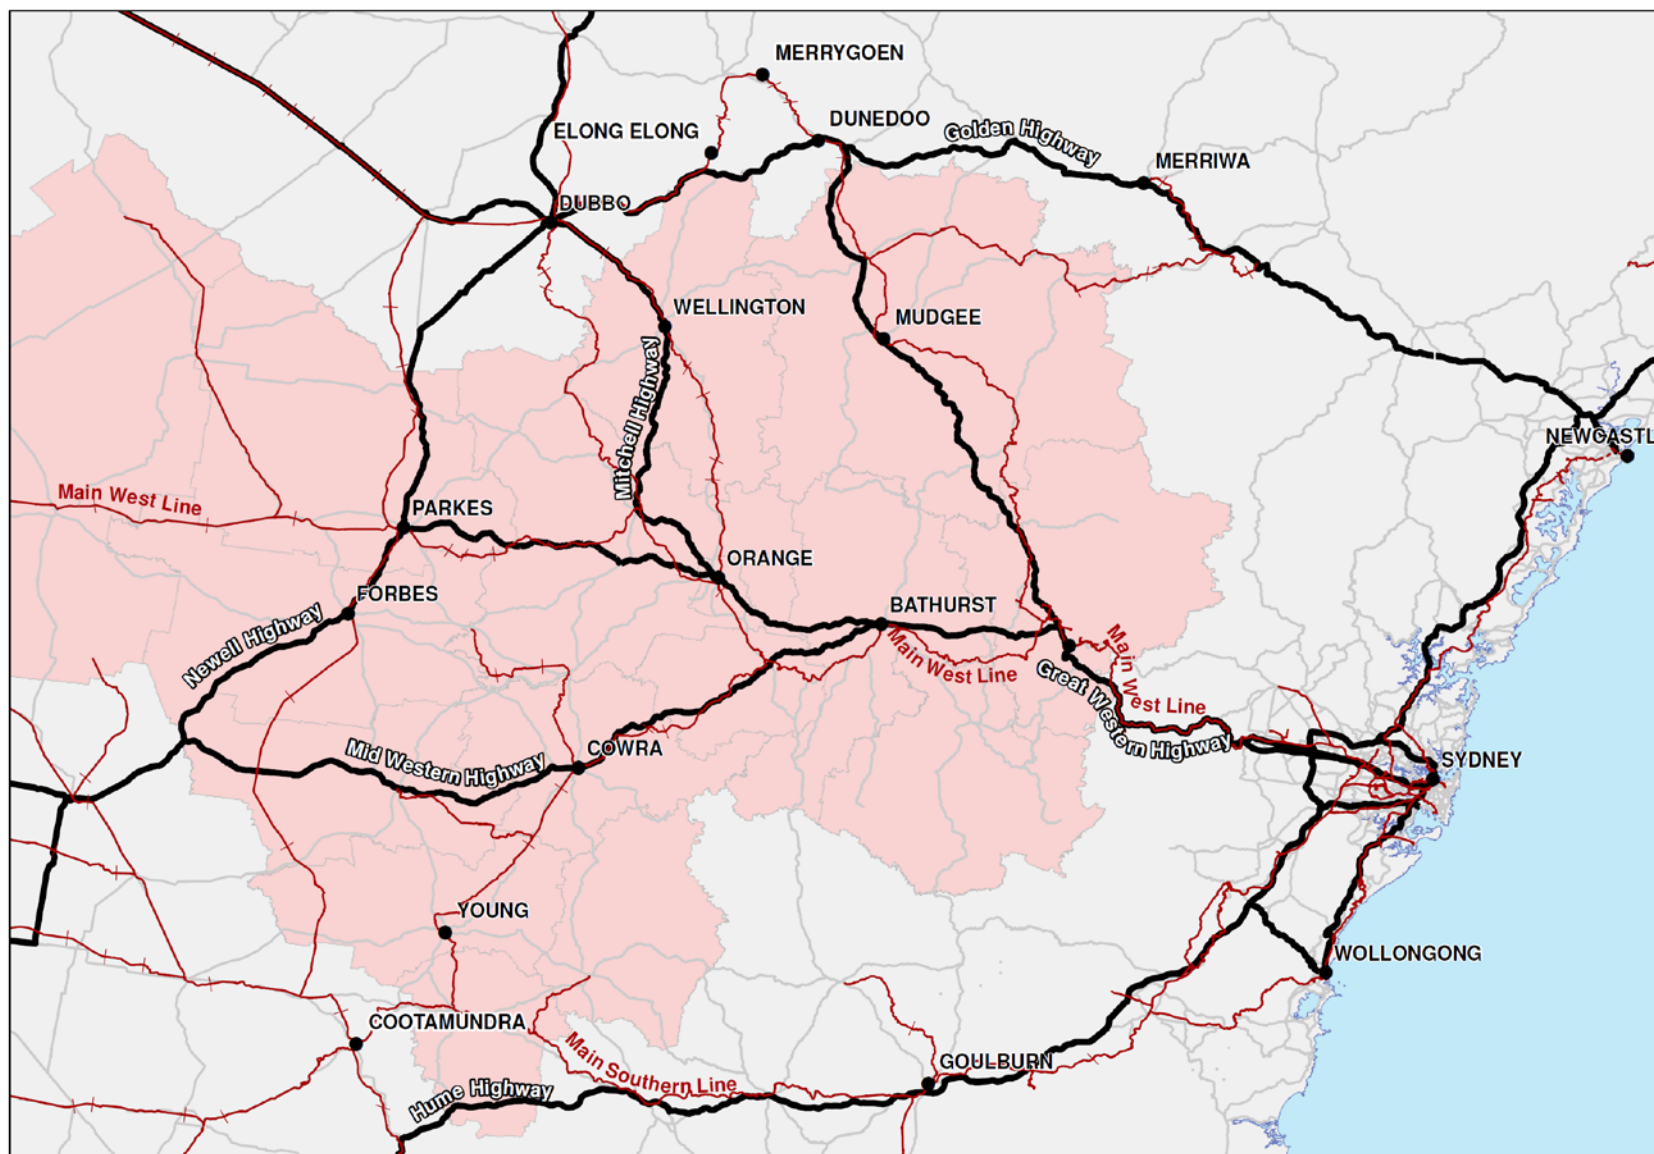 MERRYGOEN
DUNEDOO
ELONG ELONG
Golden Highway
MERRIWA
DUBBO
WELLINGTON
MUDGEE
Mitchell Highway
NEWCASTL
Main West Line
PARKES
ORANGE
FORBES
BATHURST
Newell Highway
Main West Line
Main West Line
Great Western Highway
Mid Western Highway
COWRA
SYDNEY
YOUNG
WOLLONGONG
COOTAMUNDRA
GOULBURN
Main Southern Line
Hume Highway